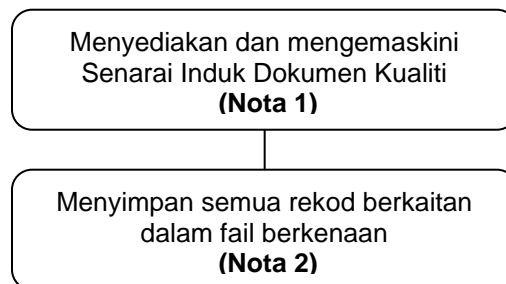 Menyediakan dan mengemaskini
Senarai Induk Dokumen Kualiti
(Nota 1)
Menyimpan semua rekod berkaitan
dalam fail berkenaan
(Nota 2)